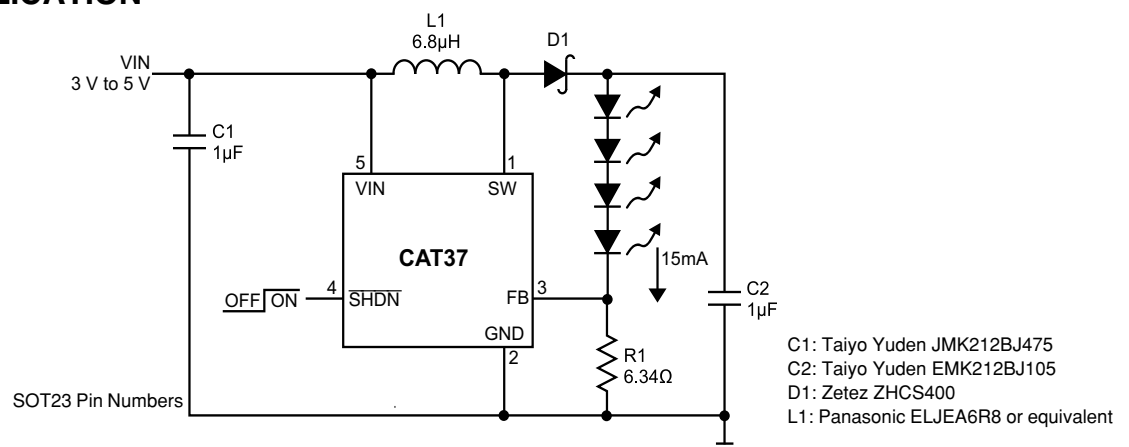 L1
6.8µH
D1
VIN
3 V to 5 V
C1
1µF
5
1
VIN
SW
CAT37
15mA
OFF ON
4
SHDN
FB
3
C2
1µF
GND
2
R1
6.34Ω
SOT23 Pin Numbers
C1: Taiyo Yuden JMK212BJ475
C2: Taiyo Yuden EMK212BJ105
D1: Zetez ZHCS400
L1: Panasonic ELJEA6R8 or equivalent